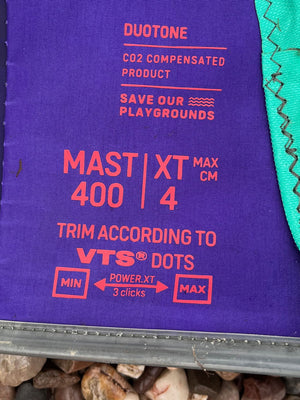 DUOTONE
CO2 COMPENSATED
PRODUCT
SAVE OUR
PLAYGROUNDS
MAST XT MAX CM
400 4
TRIM ACCORDING TO
VTS® DOTS
MIN POWER.XT MAX
3 clicks